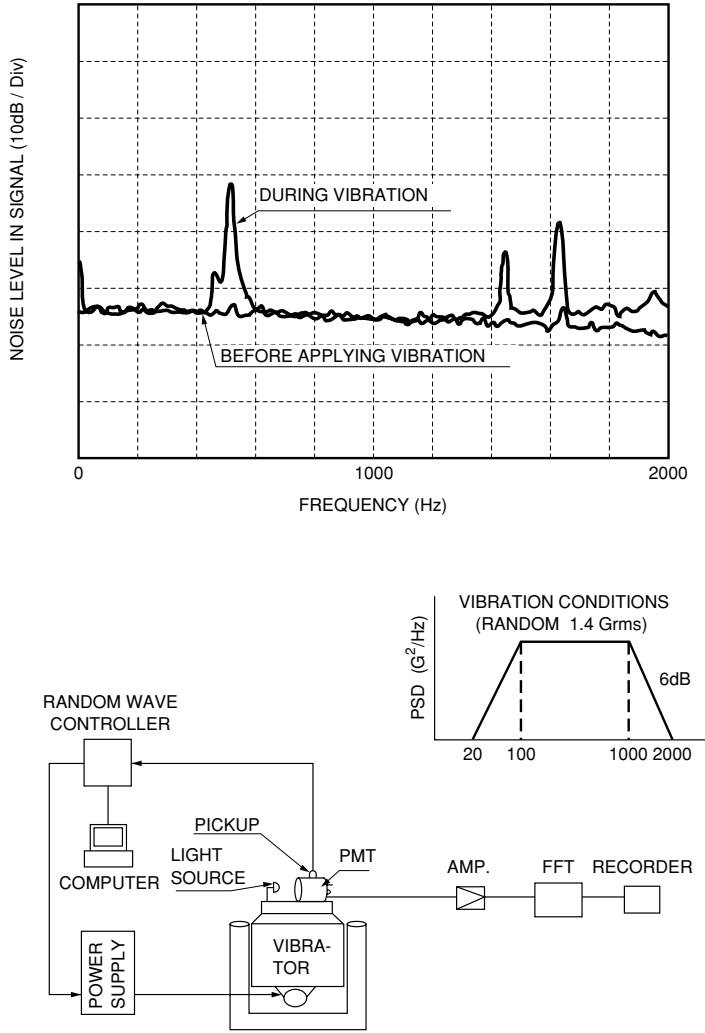 NOISE LEVEL IN SIGNAL (10dB / Div)
DURING VIBRATION
BEFORE APPLYING VIBRATION
0
1000
2000
FREQUENCY (Hz)
VIBRATION CONDITIONS
(RANDOM 1.4 Grms)
PSD (G²/Hz)
6dB
20
100
1000
2000
RANDOM WAVE
CONTROLLER
COMPUTER
PICKUP
LIGHT
SOURCE
PMT
AMP.
FFT
RECORDER
VIBRA-
TOR
POWER
SUPPLY